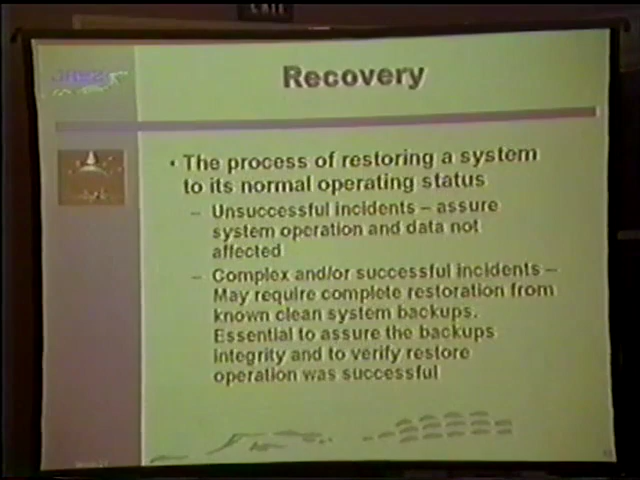 EXIT
Recovery
• The process of restoring a system
to its normal operating status
– Unsuccessful incidents – assure
system operation and data not
affected
– Complex and/or successful incidents –
May require complete restoration from
known clean system backups.
Essential to assure the backups
integrity and to verify restore
operation was successful